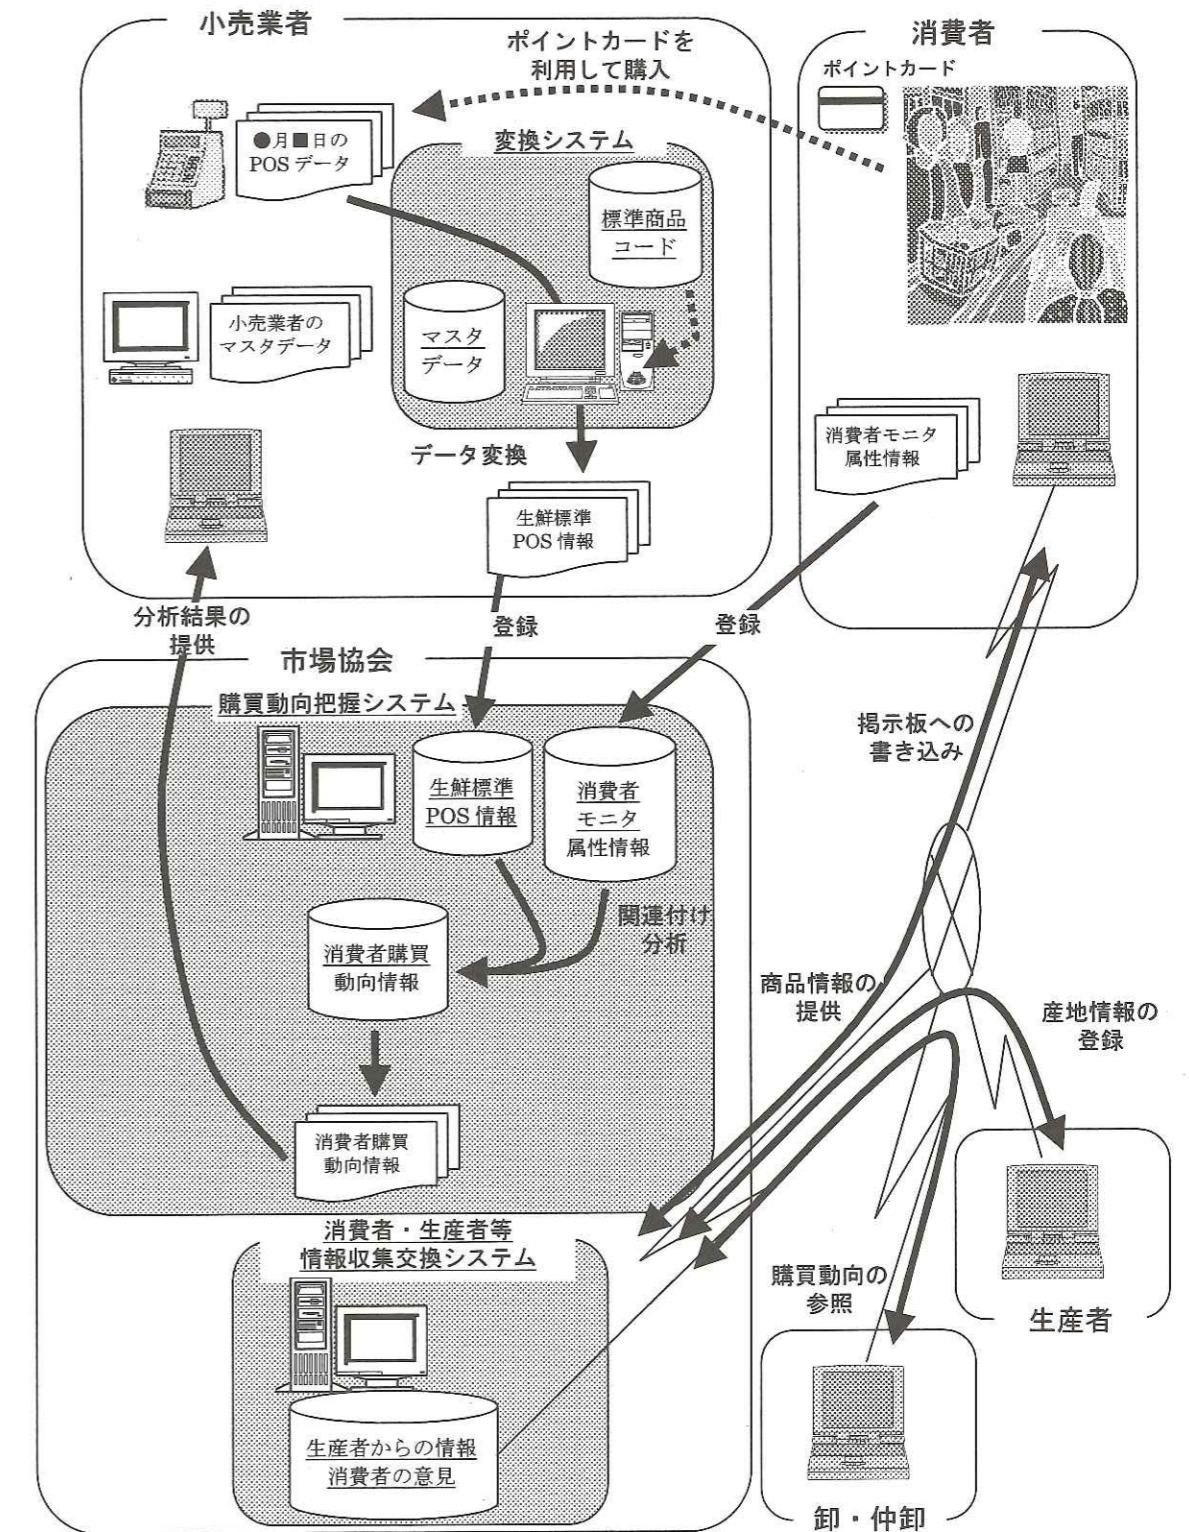 小売業者
ポイントカードを
利用して購入
消費者
ポイントカード
●月■日の
POS データ
変換システム
標準商品
コード
小売業者の
マスタデータ
マスタ
データ
データ変換
生鮮標準
POS 情報
消費者モニタ
属性情報
分析結果の
提供
登録
登録
市場協会
購買動向把握システム
生鮮標準
POS 情報
消費者
モニタ
属性情報
掲示板への
書き込み
関連付け
分析
消費者購買
動向情報
商品情報の
提供
産地情報の
登録
消費者購買
動向情報
消費者・生産者等
情報収集交換システム
購買動向の
参照
生産者
生産者からの情報
消費者の意見
卸・仲卸